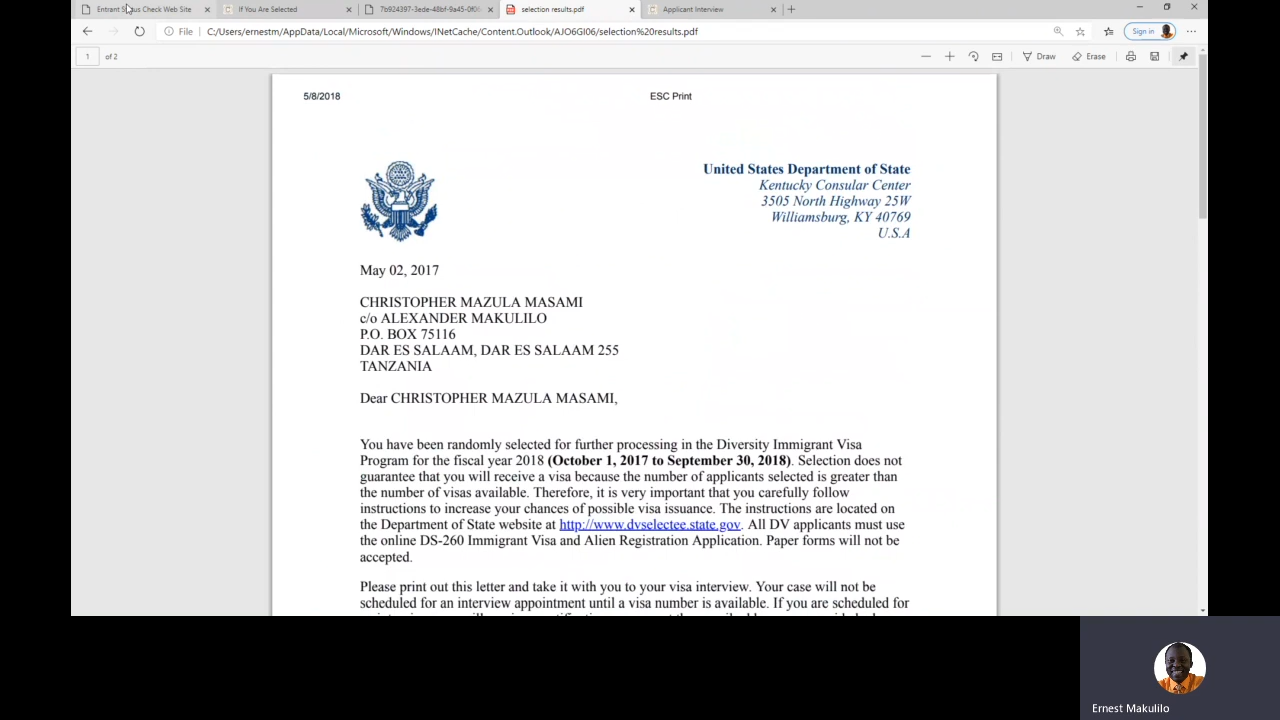 Entrant Status Check Web Site
If You Are Selected
selection results.pdf
Applicant Interview
File
C:/Users/ernestm/AppData/Local/Microsoft/Windows/INetCache/Content.Outlook/AJO6GI06/selection%20results.pdf
Sign in
1 of 2
Draw
Erase
5/8/2018
ESC Print
United States Department of State
Kentucky Consular Center
3505 North Highway 25W
Williamsburg, KY 40769
U.S.A
May 02, 2017
CHRISTOPHER MAZULA MASAMI
c/o ALEXANDER MAKULILO
P.O. BOX 75116
DAR ES SALAAM, DAR ES SALAAM 255
TANZANIA
Dear CHRISTOPHER MAZULA MASAMI,
You have been randomly selected for further processing in the Diversity Immigrant Visa
Program for the fiscal year 2018 (October 1, 2017 to September 30, 2018). Selection does not
guarantee that you will receive a visa because the number of applicants selected is greater than
the number of visas available. Therefore, it is very important that you carefully follow
instructions to increase your chances of possible visa issuance. The instructions are located on
the Department of State website at http://www.dvselectee.state.gov. All DV applicants must use
the online DS-260 Immigrant Visa and Alien Registration Application. Paper forms will not be
accepted.
Please print out this letter and take it with you to your visa interview. Your case will not be
scheduled for an interview appointment until a visa number is available. If you are scheduled for
Ernest Makulilo